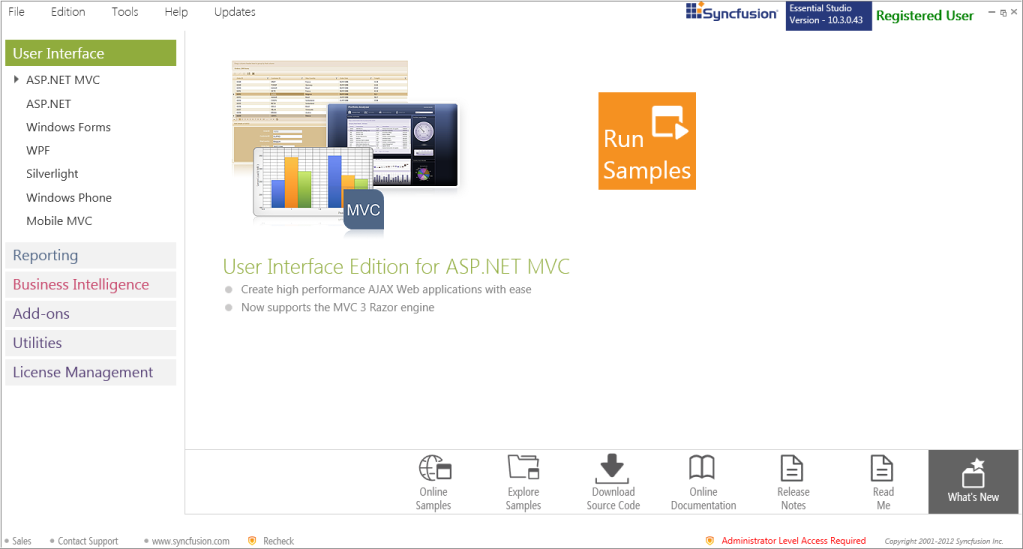 File Edition Tools Help Updates
Syncfusion
Essential Studio
Version - 10.3.0.43
Registered User
User Interface
ASP.NET MVC
ASP.NET
Windows Forms
WPF
Silverlight
Windows Phone
Mobile MVC
Reporting
Business Intelligence
Add-ons
Utilities
License Management
MVC
Run
Samples
User Interface Edition for ASP.NET MVC
Create high performance AJAX Web applications with ease
Now supports the MVC 3 Razor engine
Online
Samples
Explore
Samples
Download
Source Code
Online
Documentation
Release
Notes
Read
Me
What's New
Sales Contact Support www.syncfusion.com Recheck
Administrator Level Access Required
Copyright 2001-2012 Syncfusion Inc.